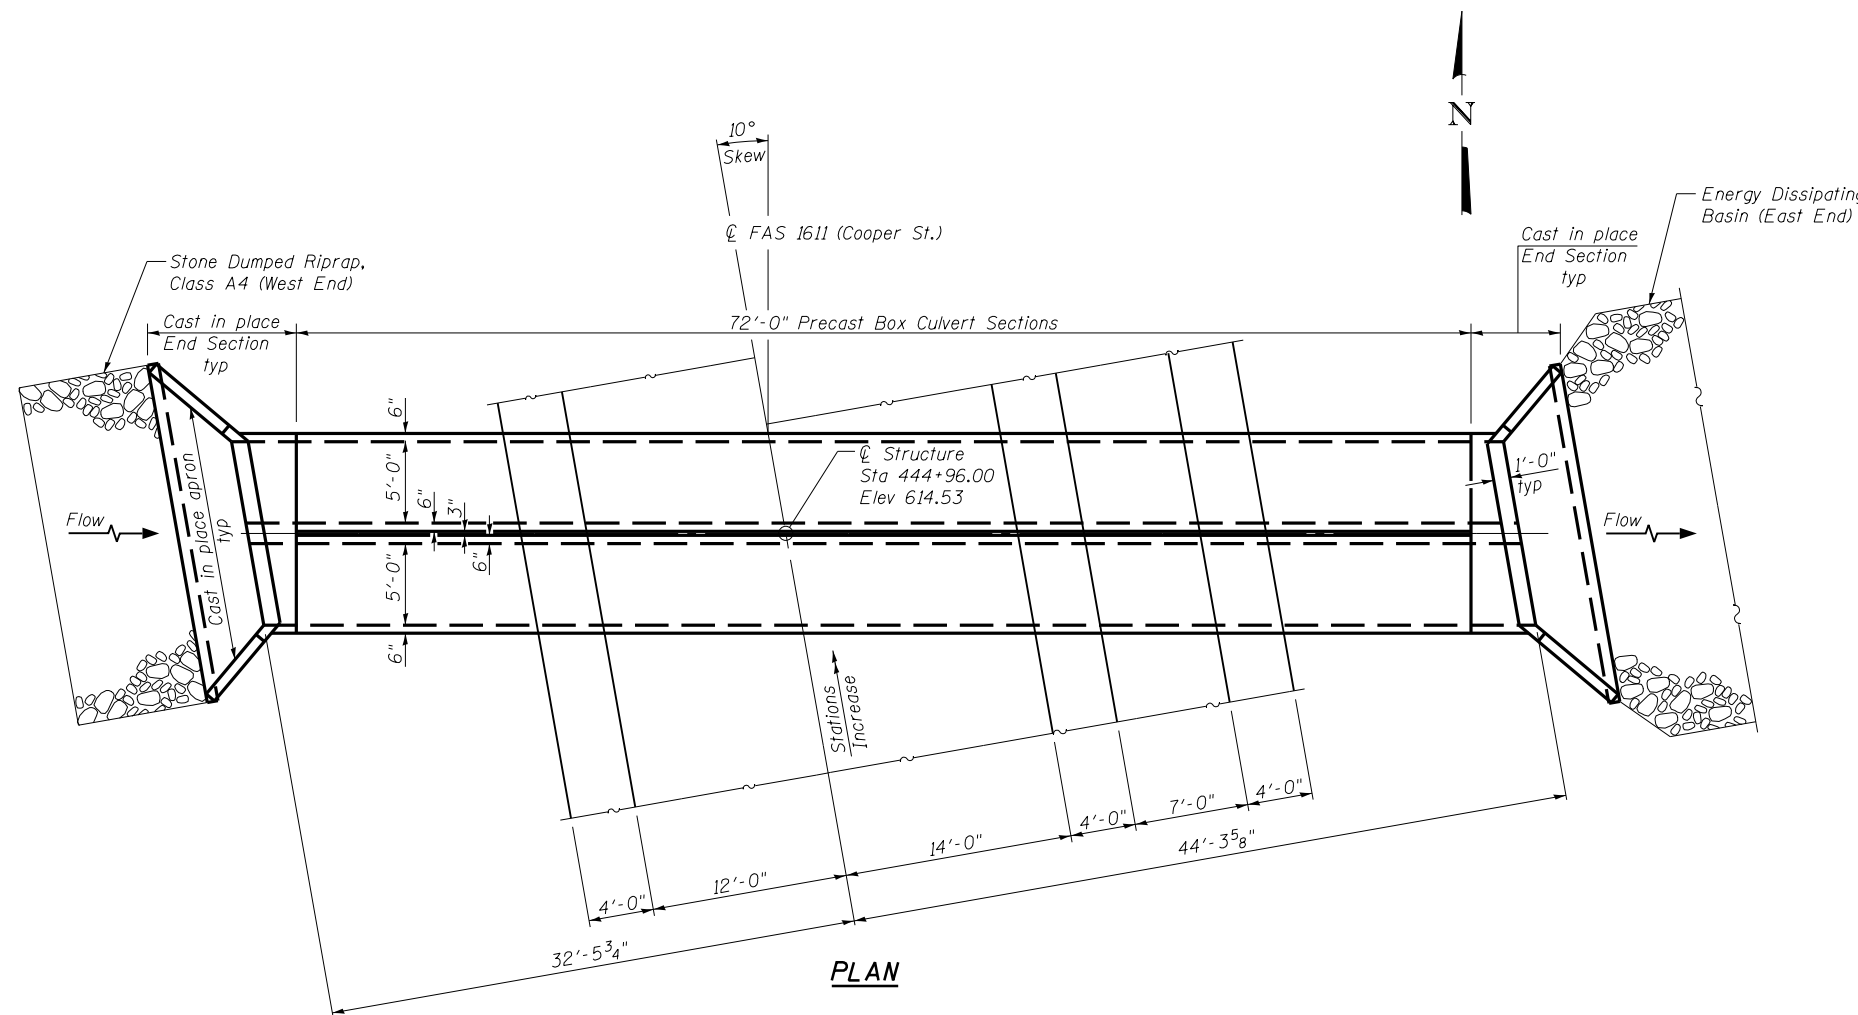 N
10°
Skew
℄ FAS 1611 (Cooper St.)
Energy Dissipating
Basin (East End)
Cast in place
End Section
typ
Stone Dumped Riprap,
Class A4 (West End)
Cast in place
End Section
typ
72'-0" Precast Box Culvert Sections
6"
5'-0"
6"
3"
6"
5'-0"
6"
℄ Structure
Sta 444+96.00
Elev 614.53
1'-0"
typ
Flow
Flow
Cast in place apron
typ
Stations
Increase
4'-0"
12'-0"
14'-0"
4'-0"
7'-0"
4'-0"
32'-5¾"
44'-3⅝"
PLAN